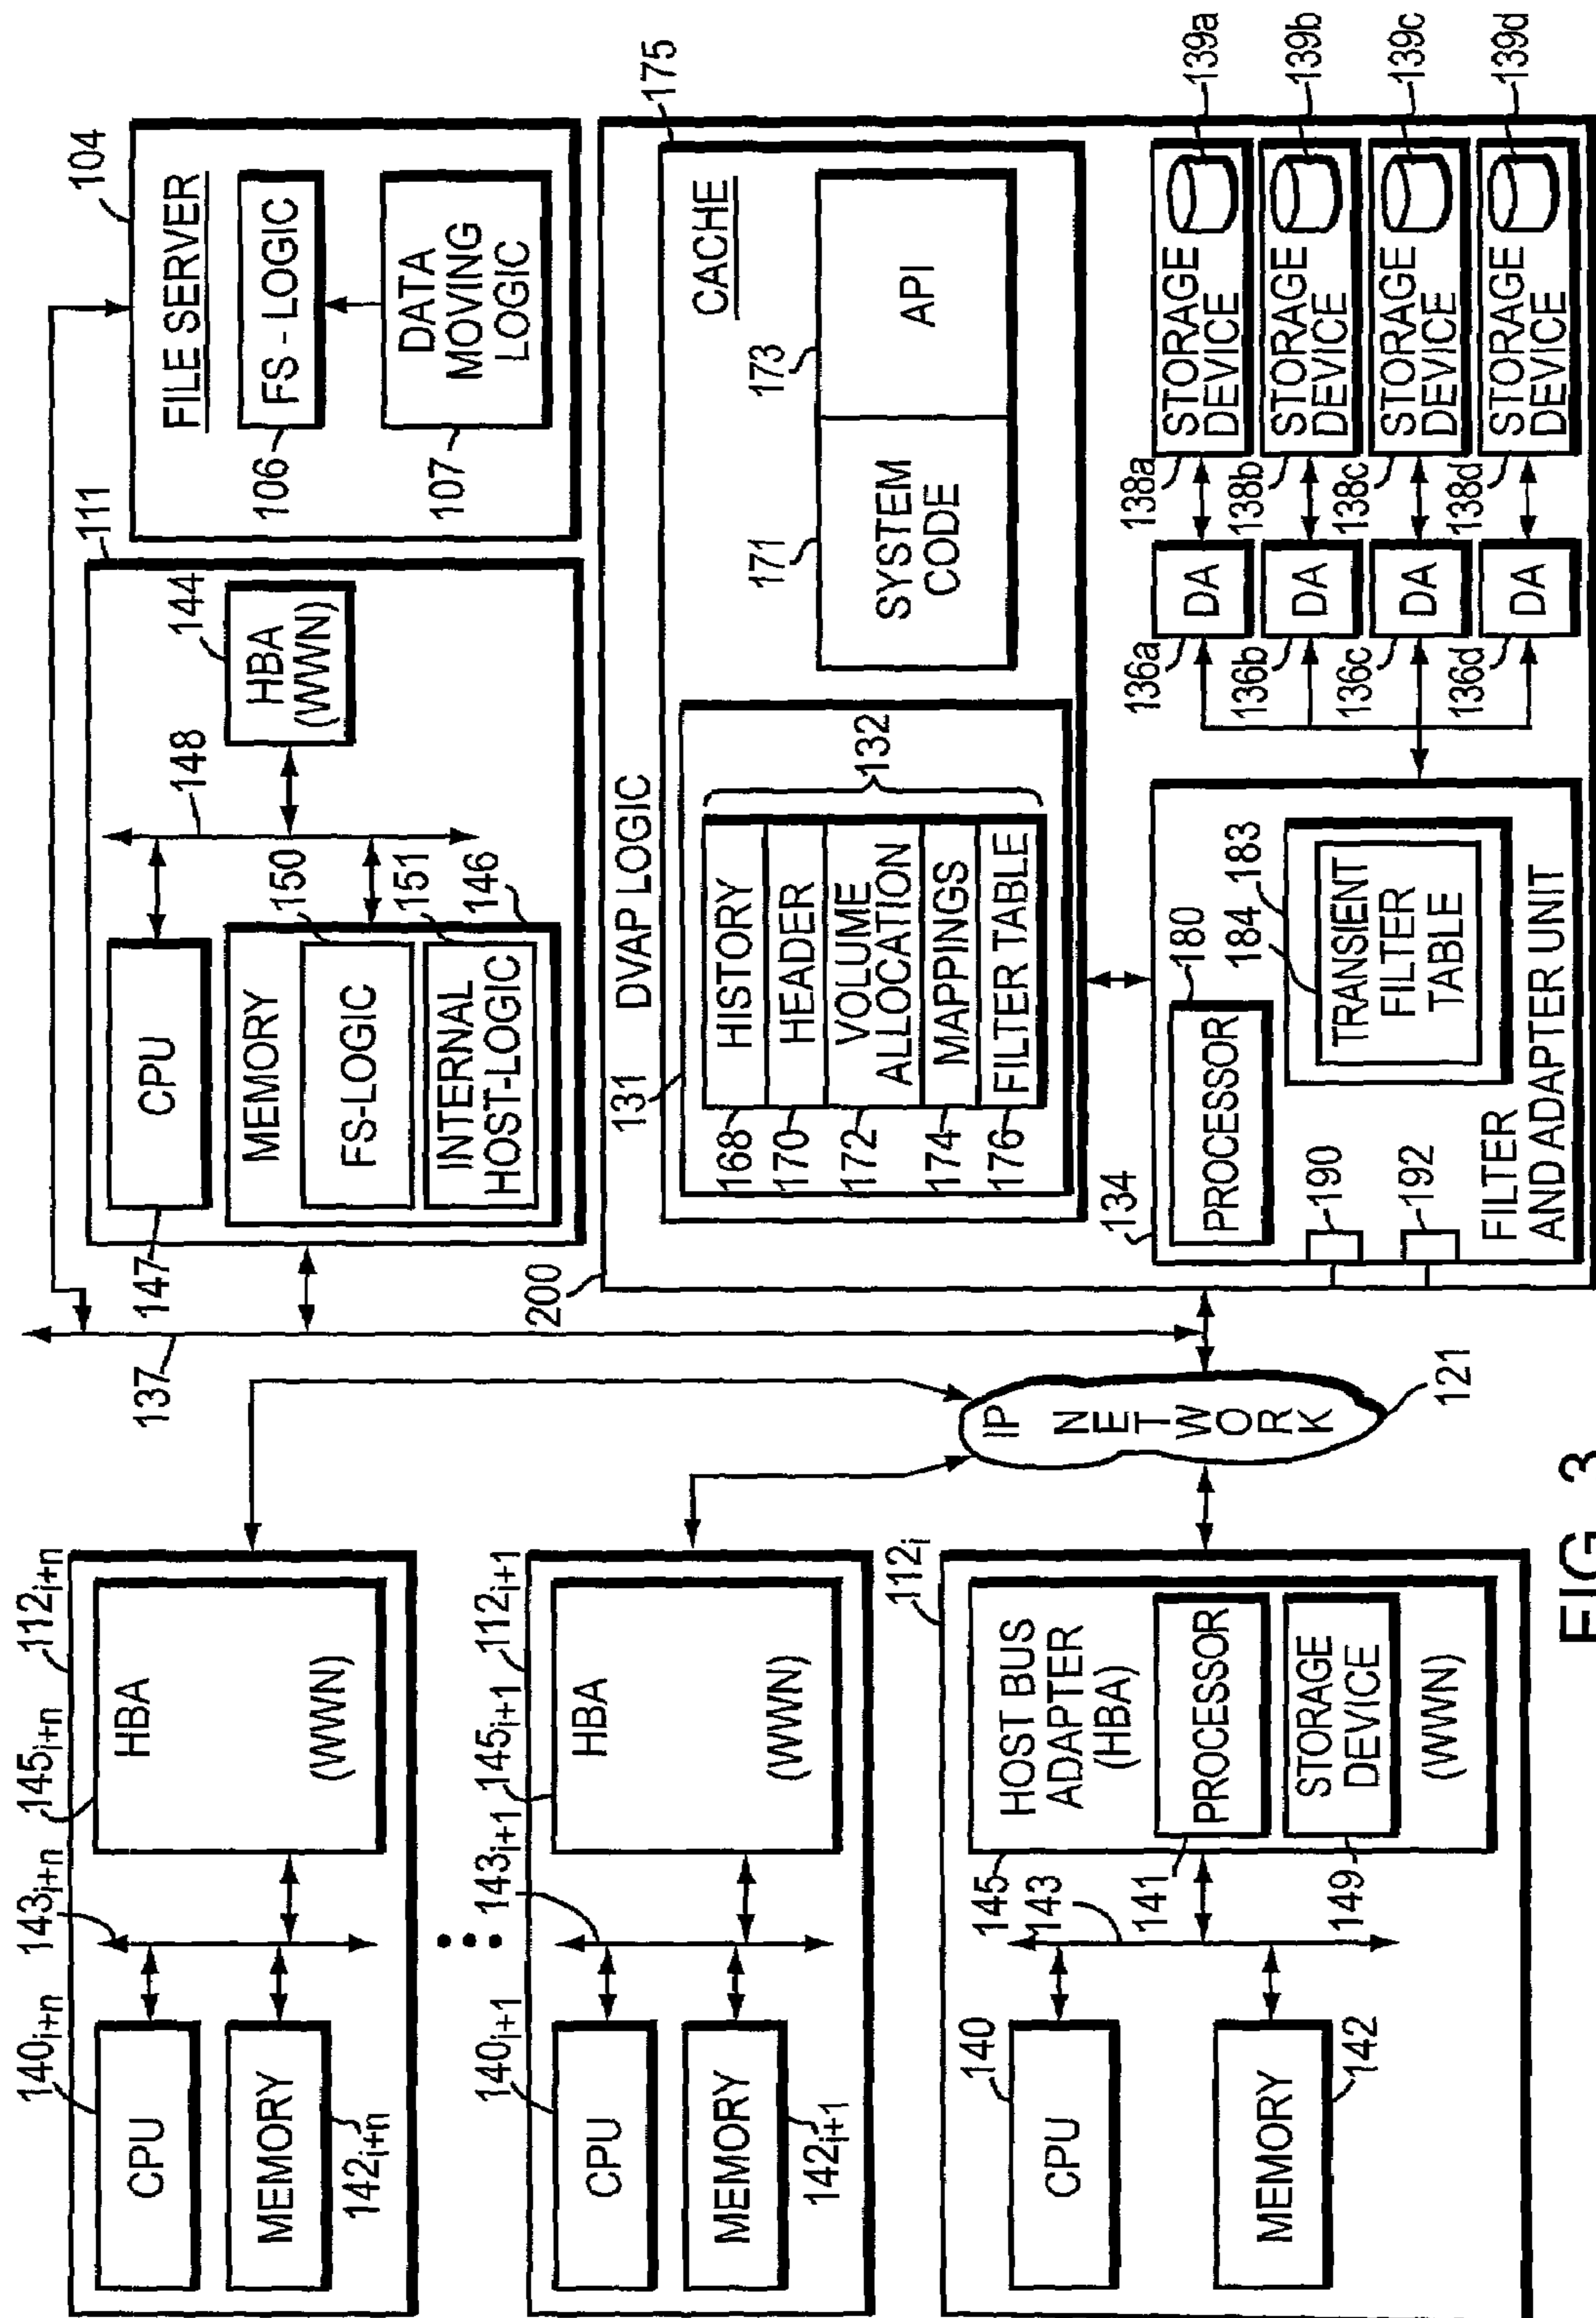 140i+n
143i+n
145i+n
112i+n
CPU
MEMORY
142i+n
HBA
(WWN)
140i+1
143i+1
145i+1
112i+1
CPU
MEMORY
142i+1
HBA
(WWN)
112i
140
CPU
MEMORY
142
145
143
141
149
HOST BUS
ADAPTER
(HBA)
PROCESSOR
STORAGE
DEVICE
(WWN)
IP
NETWORK
121
137
147
111
CPU
148
144
HBA
(WWN)
150
151
146
MEMORY
FS-LOGIC
INTERNAL
HOST-LOGIC
104
FILE SERVER
106
FS - LOGIC
107
DATA
MOVING
LOGIC
200
175
DVAP LOGIC
CACHE
131
132
168
HISTORY
170
HEADER
172
VOLUME
ALLOCATION
174
MAPPINGS
176
FILTER TABLE
171
SYSTEM
CODE
173
API
134
180
PROCESSOR
184
183
TRANSIENT
FILTER
TABLE
190
192
FILTER
AND ADAPTER UNIT
136a
DA
138a
STORAGE
DEVICE
139a
136b
DA
138b
STORAGE
DEVICE
139b
136c
DA
138c
STORAGE
DEVICE
139c
136d
DA
138d
STORAGE
DEVICE
139d
FIG. 3